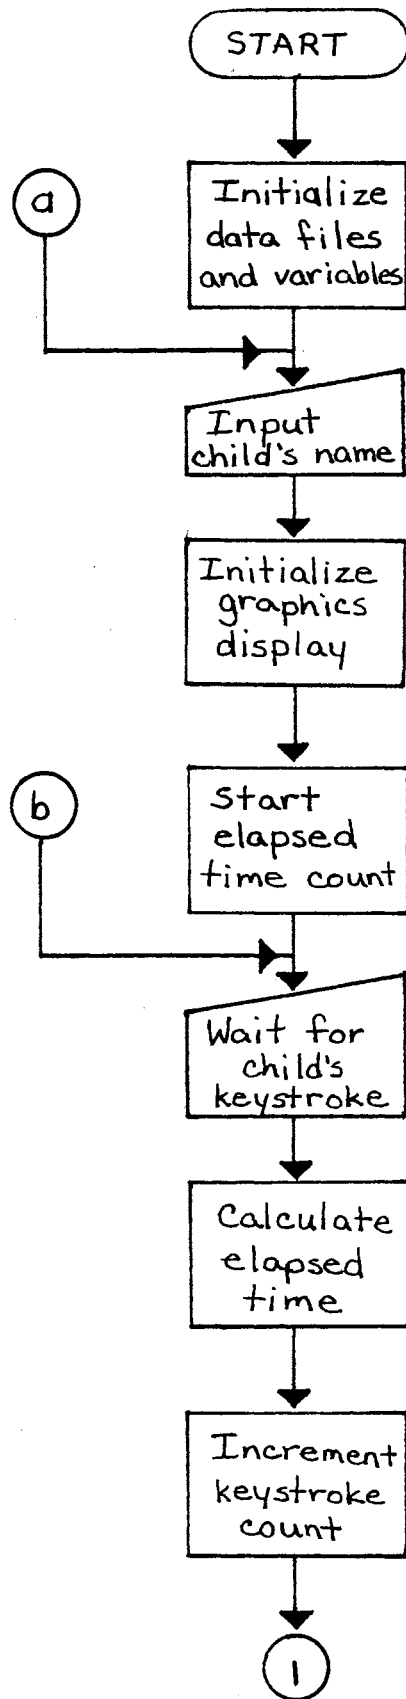 START
a
Initialize
data files
and variables
Input
child's name
Initialize
graphics
display
b
Start
elapsed
time count
Wait for
child's
keystroke
Calculate
elapsed
time
Increment
keystroke
count
1